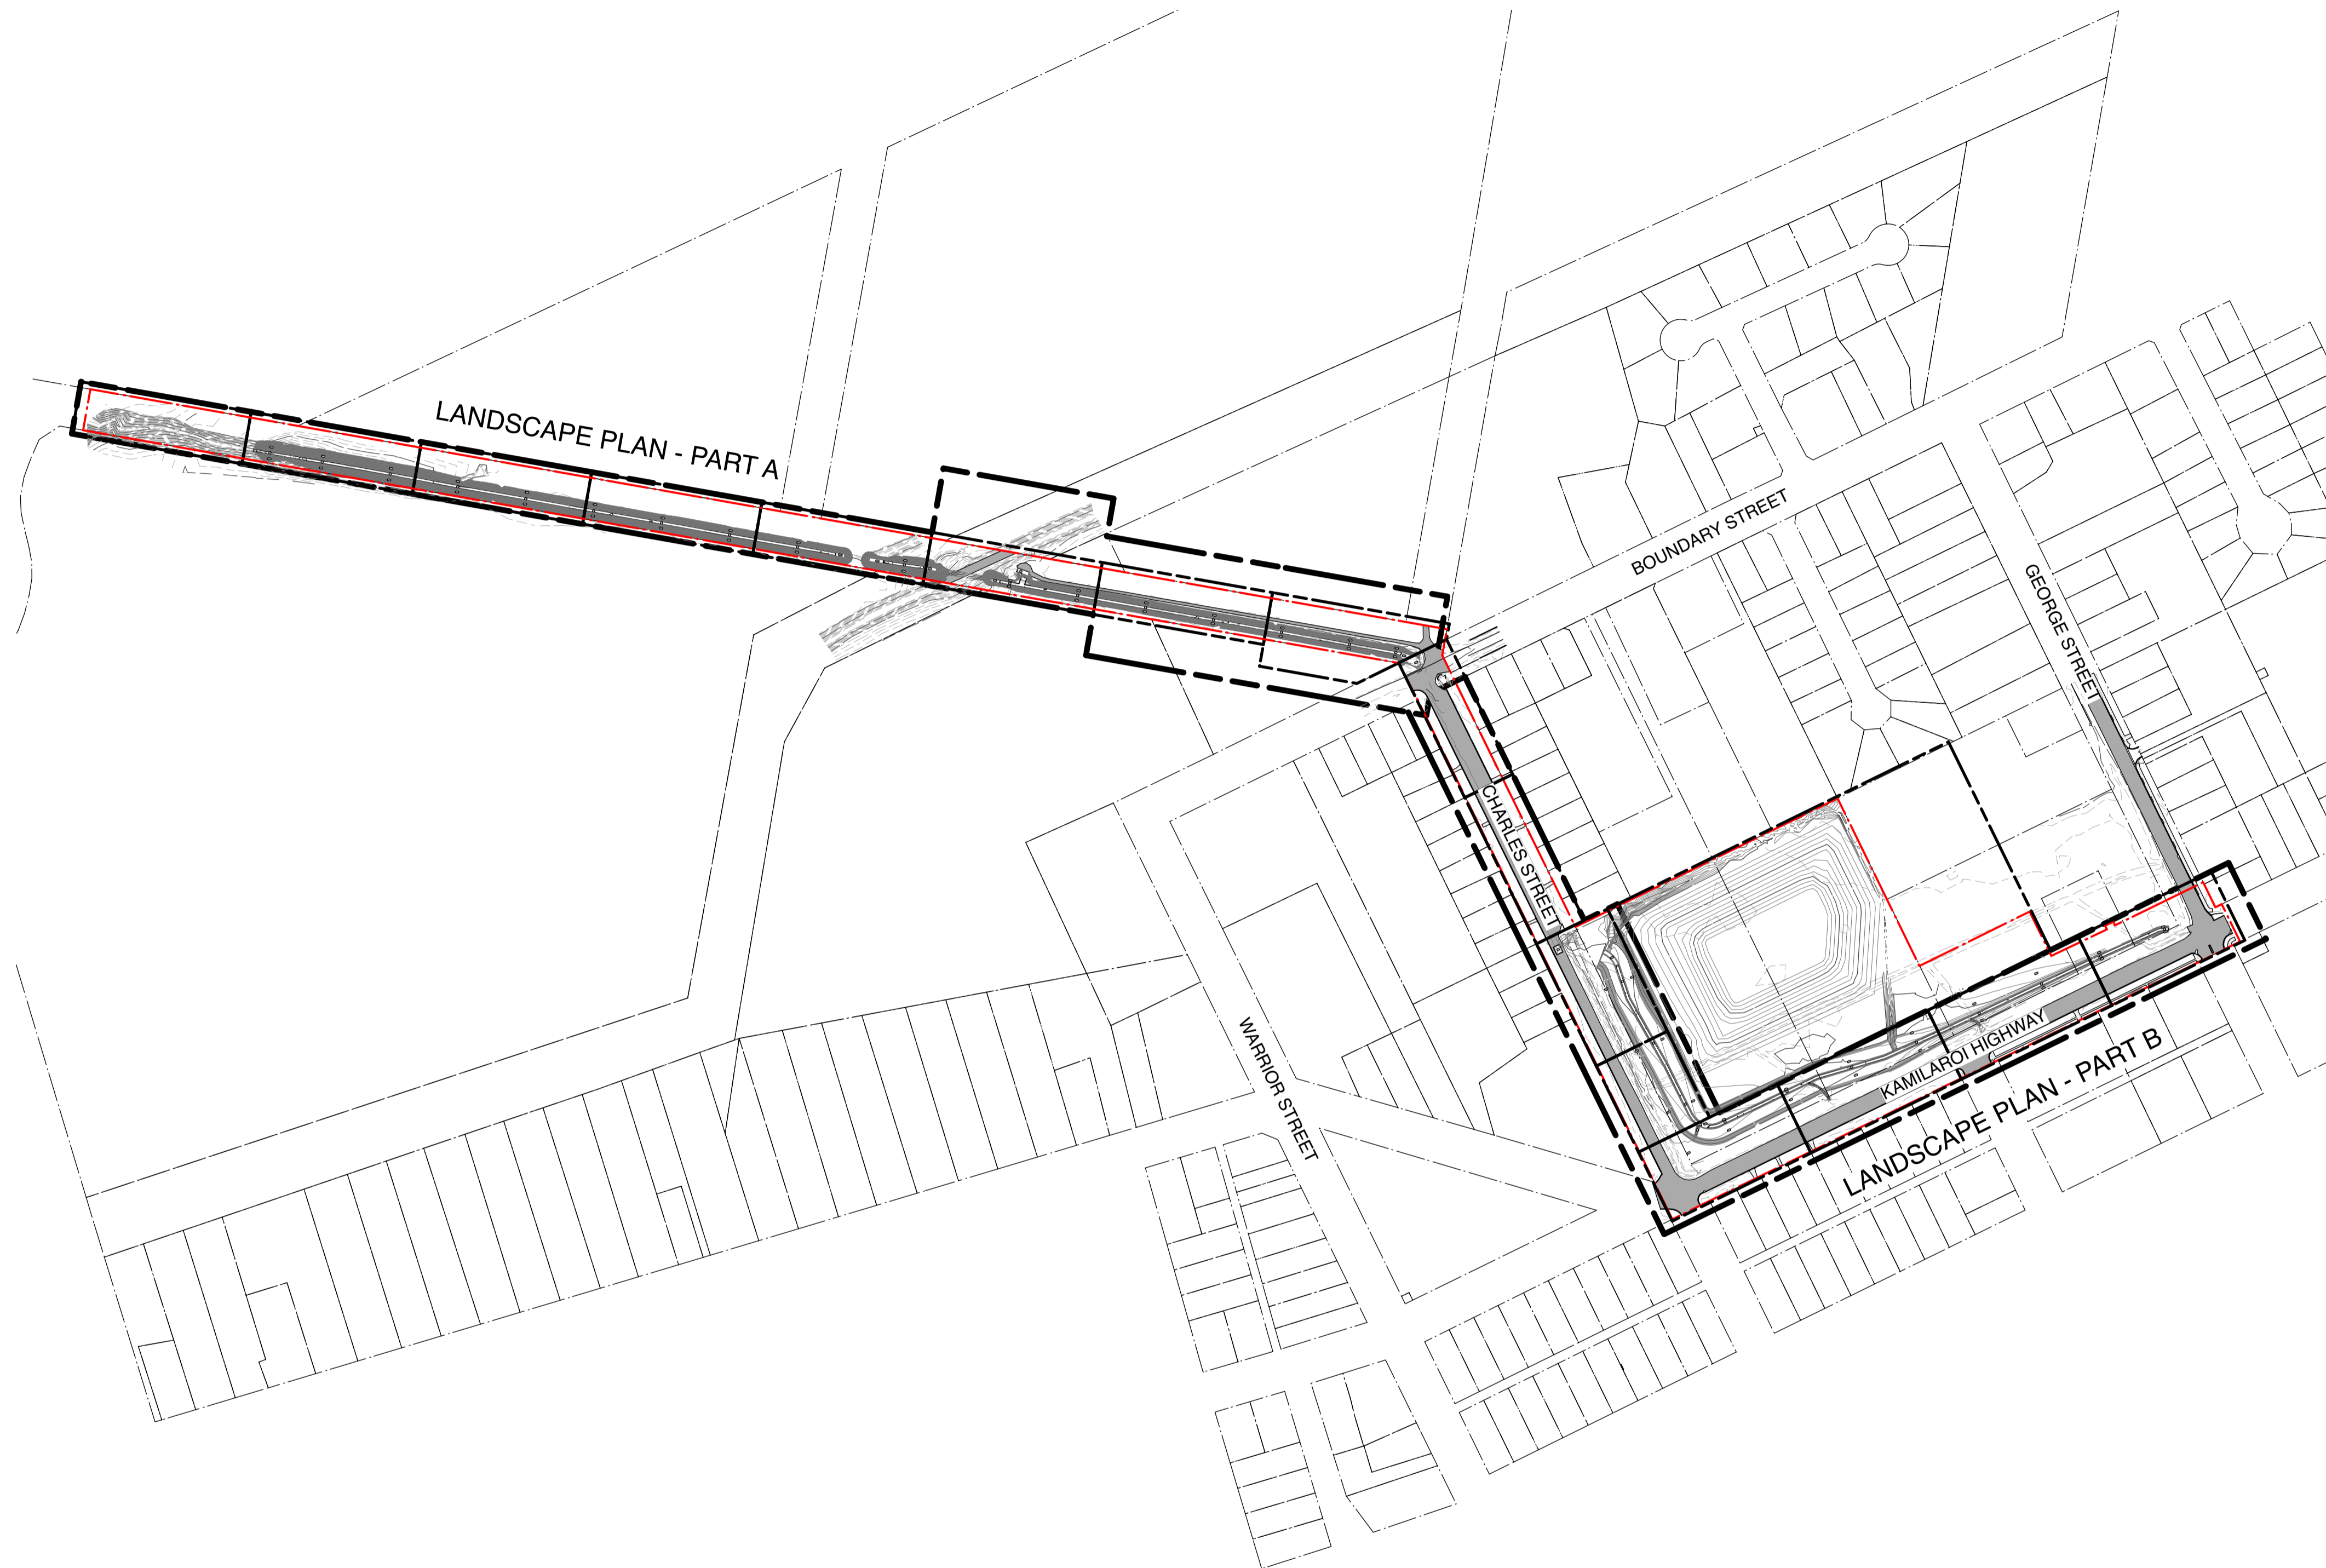 LANDSCAPE PLAN - PART A
BOUNDARY STREET
GEORGE STREET
CHARLES STREET
WARRIOR STREET
KAMILAROI HIGHWAY
LANDSCAPE PLAN - PART B